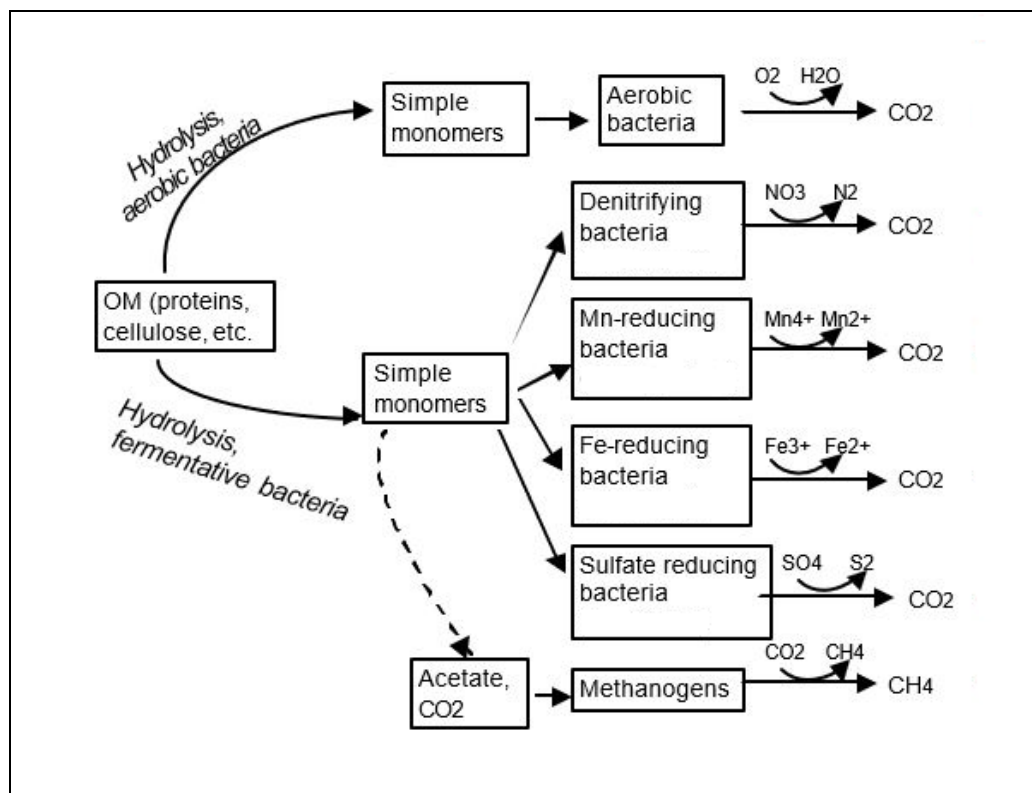 Simple
monomers
Aerobic
bacteria
O2 H2O
CO2
Hydrolysis,
aerobic bacteria
Denitrifying
bacteria
NO3 N2
CO2
OM (proteins,
cellulose, etc.
Mn-reducing
bacteria
Mn4+ Mn2+
CO2
Simple
monomers
Hydrolysis,
fermentative bacteria
Fe-reducing
bacteria
Fe3+ Fe2+
CO2
Sulfate reducing
bacteria
SO4 S2
CO2
Acetate,
CO2
Methanogens
CO2 CH4
CH4